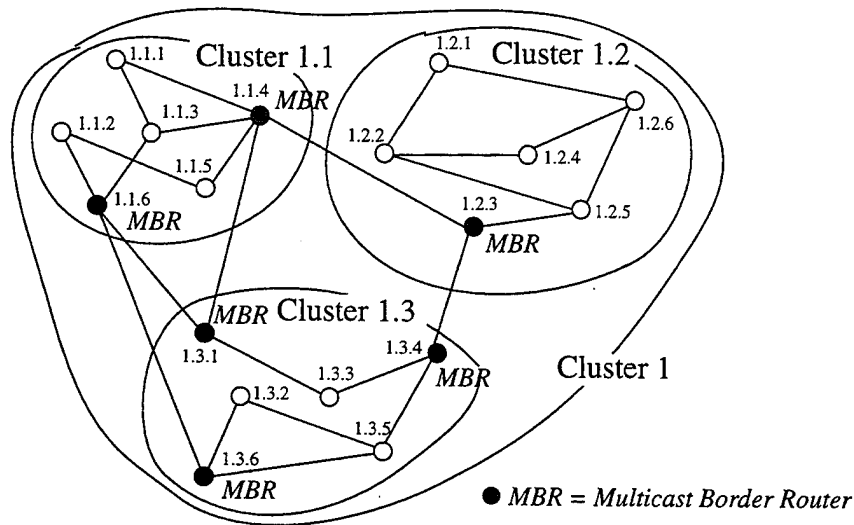 Cluster 1.1
1.1.1
1.1.4
MBR
1.1.3
1.1.2
1.1.5
1.1.6
MBR
Cluster 1.2
1.2.1
1.2.6
1.2.2
1.2.4
1.2.5
1.2.3
MBR
MBR
Cluster 1.3
1.3.1
1.3.4
MBR
1.3.3
1.3.2
1.3.5
1.3.6
MBR
Cluster 1
MBR = Multicast Border Router